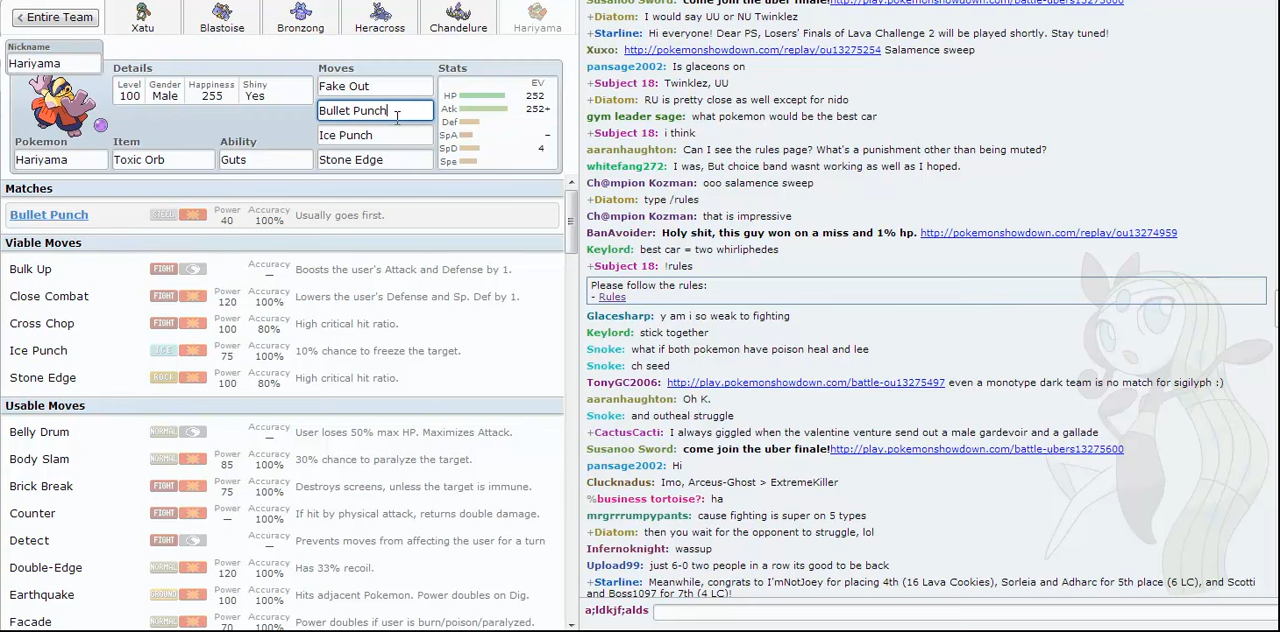 < Entire Team
Xatu
Blastoise
Bronzong
Heracross
Chandelure
Hariyama
Nickname
Hariyama
Details
Level Gender Happiness Shiny
100 Male 255 Yes
Pokemon
Hariyama
Item
Toxic Orb
Ability
Guts
Moves
Fake Out
Bullet Punch
Ice Punch
Stone Edge
Stats
EV
HP 252
Atk 252+
Def
SpA –
SpD 4
Spe
Matches
Bullet Punch STEEL Power 40 Accuracy 100% Usually goes first.
Viable Moves
Bulk Up FIGHT Accuracy — Boosts the user's Attack and Defense by 1.
Close Combat FIGHT Power 120 Accuracy 100% Lowers the user's Defense and Sp. Def by 1.
Cross Chop FIGHT Power 100 Accuracy 80% High critical hit ratio.
Ice Punch ICE Power 75 Accuracy 100% 10% chance to freeze the target.
Stone Edge ROCK Power 100 Accuracy 80% High critical hit ratio.
Usable Moves
Belly Drum NORMAL Accuracy — User loses 50% max HP. Maximizes Attack.
Body Slam NORMAL Power 85 Accuracy 100% 30% chance to paralyze the target.
Brick Break FIGHT Power 75 Accuracy 100% Destroys screens, unless the target is immune.
Counter FIGHT Power — Accuracy 100% If hit by physical attack, returns double damage.
Detect FIGHT Accuracy — Prevents moves from affecting the user for a turn
Double-Edge NORMAL Power 120 Accuracy 100% Has 33% recoil.
Earthquake GROUND Power 100 Accuracy 100% Hits adjacent Pokemon. Power doubles on Dig.
Facade NORMAL Power 70 Accuracy 100% Power doubles if user is burn/poison/paralyzed.
Susanoo Sword: come join the uber finale!http://play.pokemonshowdown.com/battle-ubers13275600
+Diatom: I would say UU or NU Twinklez
+Starline: Hi everyone! Dear PS, Losers' Finals of Lava Challenge 2 will be played shortly. Stay tuned!
Xuxo: http://pokemonshowdown.com/replay/ou13275254 Salamence sweep
pansage2002: Is glaceons on
+Subject 18: Twinklez, UU
+Diatom: RU is pretty close as well except for nido
gym leader sage: what pokemon would be the best car
+Subject 18: i think
aaranhaughton: Can I see the rules page? What's a punishment other than being muted?
whitefang272: I was, But choice band wasnt working as well as I hoped.
Ch@mpion Kozman: ooo salamence sweep
+Diatom: type /rules
Ch@mpion Kozman: that is impressive
BanAvoider: Holy shit, this guy won on a miss and 1% hp. http://pokemonshowdown.com/replay/ou13274959
Keylord: best car = two whirliphedes
+Subject 18: !rules
Please follow the rules:
- Rules
Glacesharp: y am i so weak to fighting
Keylord: stick together
Snoke: what if both pokemon have poison heal and lee
Snoke: ch seed
TonyGC2006: http://play.pokemonshowdown.com/battle-ou13275497 even a monotype dark team is no match for sigilyph :)
aaranhaughton: Oh K.
Snoke: and outheal struggle
+CactusCacti: I always giggled when the valentine venture send out a male gardevoir and a gallade
Susanoo Sword: come join the uber finale!http://play.pokemonshowdown.com/battle-ubers13275600
pansage2002: Hi
Clucknadus: Imo, Arceus-Ghost > ExtremeKiller
%business tortoise?: ha
mrgrrrumpypants: cause fighting is super on 5 types
+Diatom: then you wait for the opponent to struggle, lol
Infernoknight: wassup
Upload99: just 6-0 two people in a row its good to be back
+Starline: Meanwhile, congrats to I'mNotJoey for placing 4th (16 Lava Cookies), Sorleia and Adharc for 5th place (6 LC), and Scotti
and Boss1097 for 7th (4 LC)!
a;ldkjf;alds